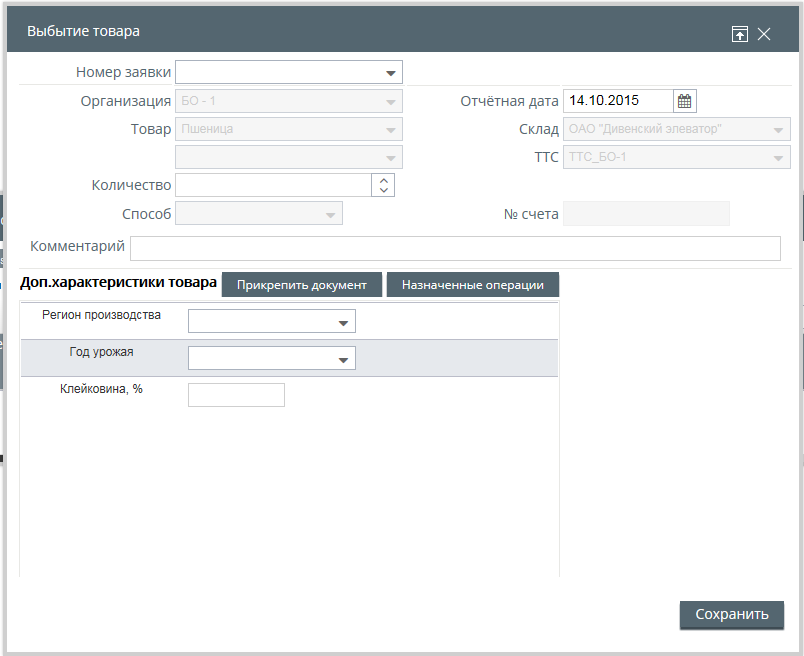 Выбытие товара
Номер заявки
Организация БО - 1 Отчётная дата 14.10.2015
Товар Пшеница Склад ОАО "Дивенский элеватор"
ТТС ТТС_БО-1
Количество
Способ № счета
Комментарий
Доп.характеристики товара Прикрепить документ Назначенные операции
Регион производства
Год урожая
Клейковина, %
Сохранить